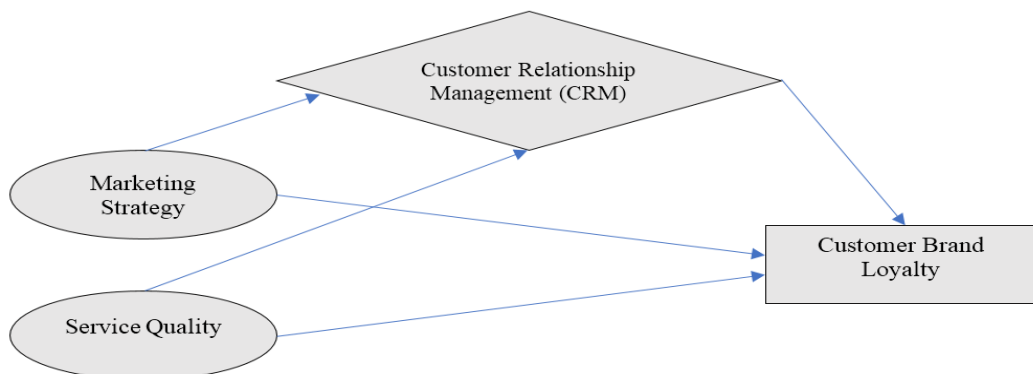 Customer Relationship
Management (CRM)
Marketing
Strategy
Customer Brand
Loyalty
Service Quality